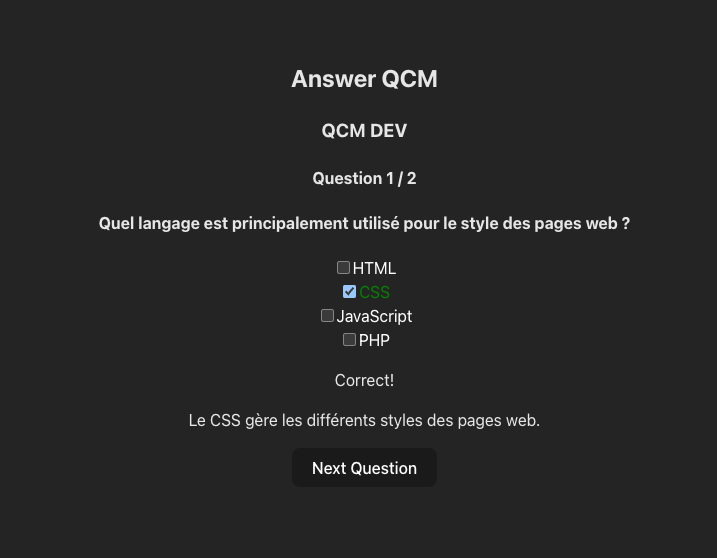 Answer QCM
QCM DEV
Question 1 / 2
Quel langage est principalement utilisé pour le style des pages web ?
HTML
CSS
JavaScript
PHP
Correct!
Le CSS gère les différents styles des pages web.
Next Question